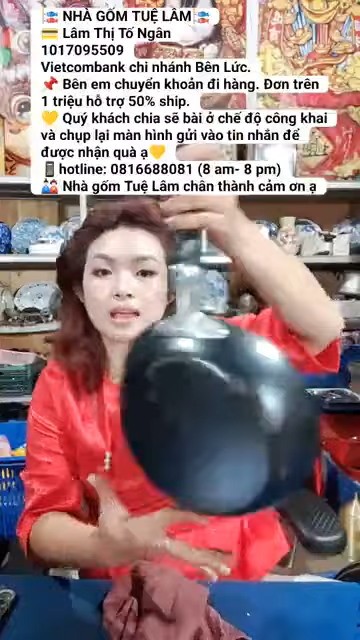 🎏 NHÀ GỐM TUỆ LÂM🎏
💳 Lâm Thị Tố Ngân
1017095509
Vietcombank chi nhánh Bên Lức.
📌 Bên em chuyển khoản đi hàng. Đơn trên
1 triệu hỗ trợ 50% ship.
💛 Quý khách chia sẽ bài ở chế độ công khai
và chụp lại màn hình gửi vào tin nhắn để
được nhận quà ạ💛
📱hotline: 0816688081 (8 am- 8 pm)
🎎 Nhà gốm Tuệ Lâm chân thành cảm ơn ạ